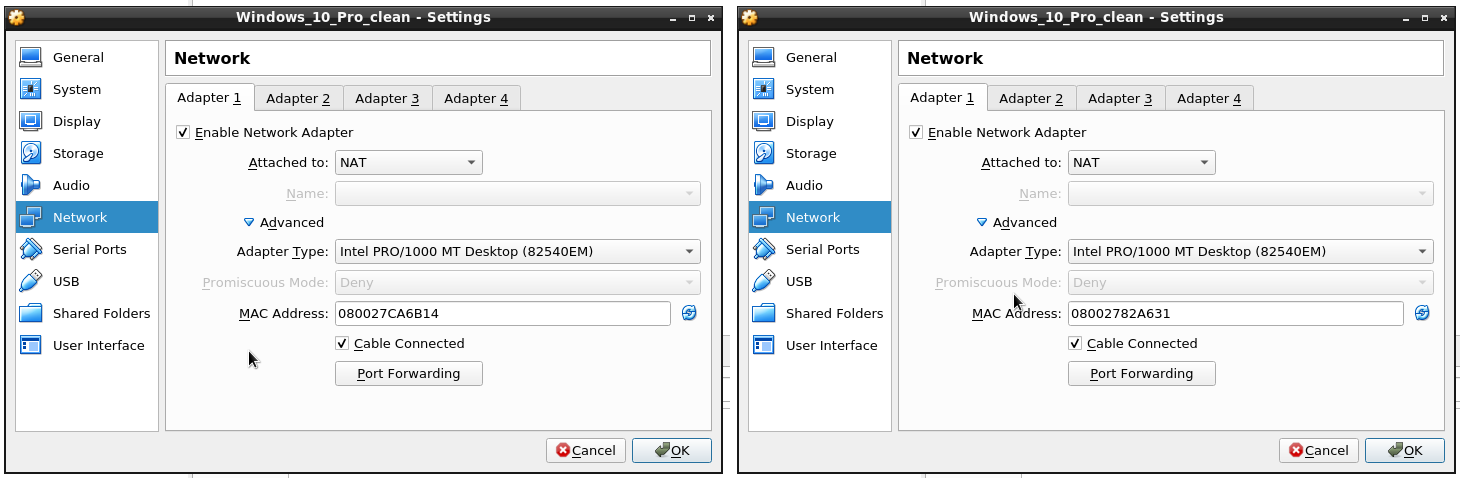 Windows_10_Pro_clean - Settings
General
System
Display
Storage
Audio
Network
Serial Ports
USB
Shared Folders
User Interface
Network
Adapter 1 Adapter 2 Adapter 3 Adapter 4
Enable Network Adapter
Attached to: NAT
Name:
Advanced
Adapter Type: Intel PRO/1000 MT Desktop (82540EM)
Promiscuous Mode: Deny
MAC Address: 080027CA6B14
Cable Connected
Port Forwarding
Cancel OK
Windows_10_Pro_clean - Settings
General
System
Display
Storage
Audio
Network
Serial Ports
USB
Shared Folders
User Interface
Network
Adapter 1 Adapter 2 Adapter 3 Adapter 4
Enable Network Adapter
Attached to: NAT
Name:
Advanced
Adapter Type: Intel PRO/1000 MT Desktop (82540EM)
Promiscuous Mode: Deny
MAC Address: 08002782A631
Cable Connected
Port Forwarding
Cancel OK